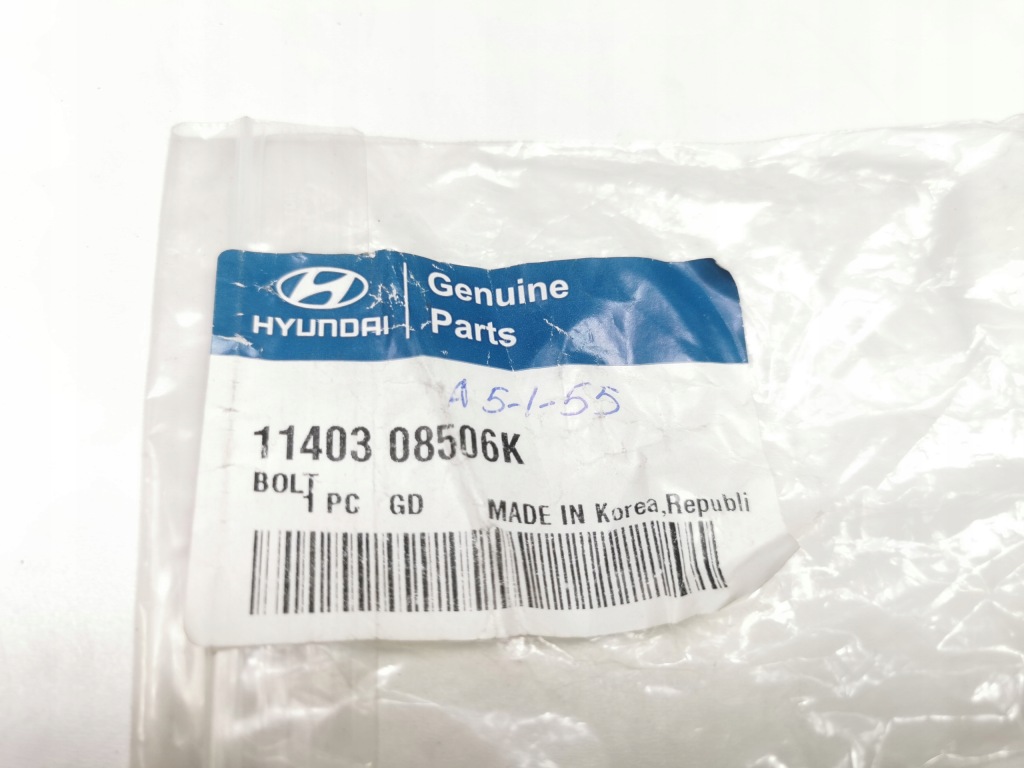 HYUNDAI
Genuine
Parts
A 5-1-55
11403 08506K
BOLT
1 PC GD MADE IN Korea,Republi